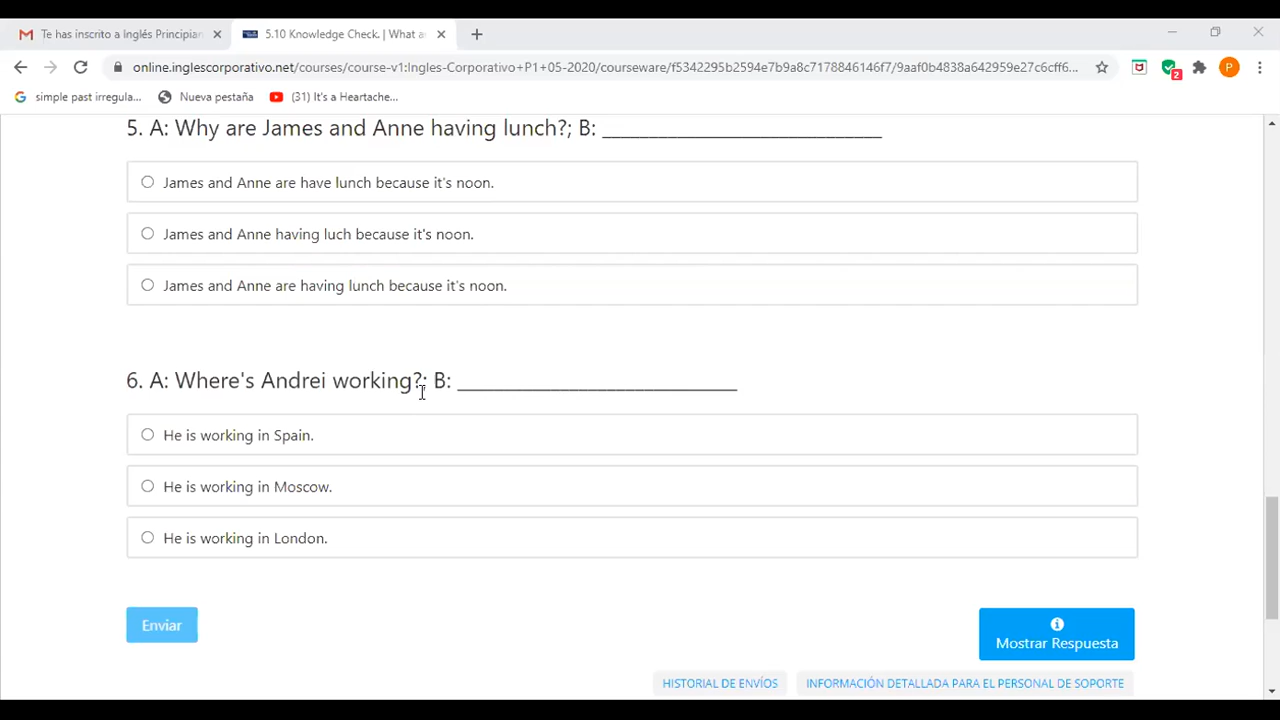 Te has inscrito a Inglés Principian
5.10 Knowledge Check. | What a
online.inglescorporativo.net/courses/course-v1:Ingles-Corporativo+P1+05-2020/courseware/f5342295b2594e7b9a8c7178846146f7/9aaf0b4838a642959e27c6cff6...
2
P
simple past irregula...
Nueva pestaña
(31) It's a Heartache...
5. A: Why are James and Anne having lunch?; B: ____________________________
James and Anne are have lunch because it's noon.
James and Anne having luch because it's noon.
James and Anne are having lunch because it's noon.
6. A: Where's Andrei working?; B: ____________________________
He is working in Spain.
He is working in Moscow.
He is working in London.
Enviar
Mostrar Respuesta
HISTORIAL DE ENVÍOS
INFORMACIÓN DETALLADA PARA EL PERSONAL DE SOPORTE